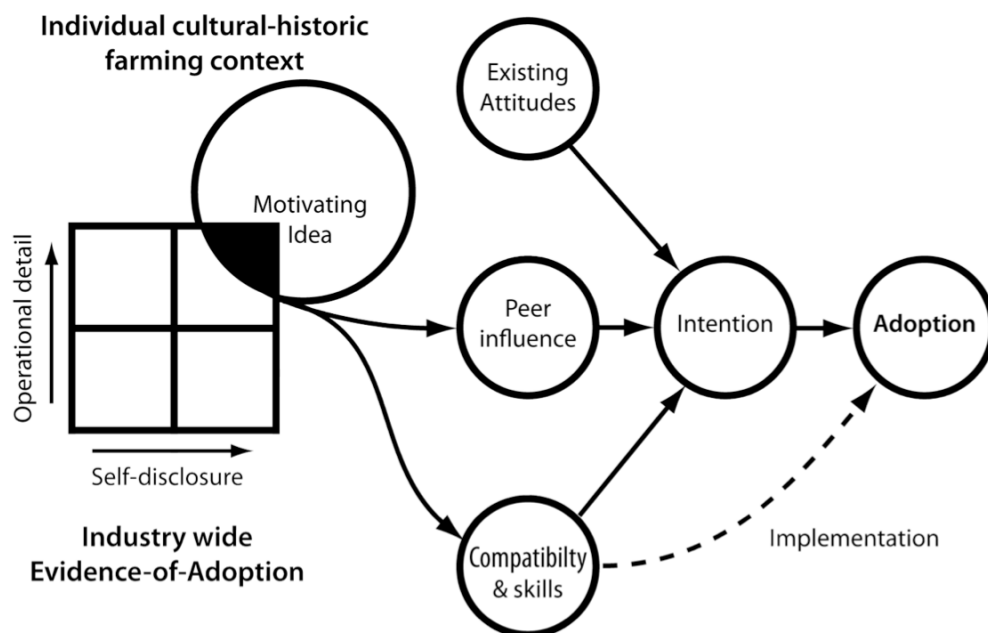 Individual cultural-historic
farming context
Existing
Attitudes
Motivating
Idea
Operational detail
Peer
influence
Intention
Adoption
Self-disclosure
Industry wide
Evidence-of-Adoption
Compatibilty
& skills
Implementation